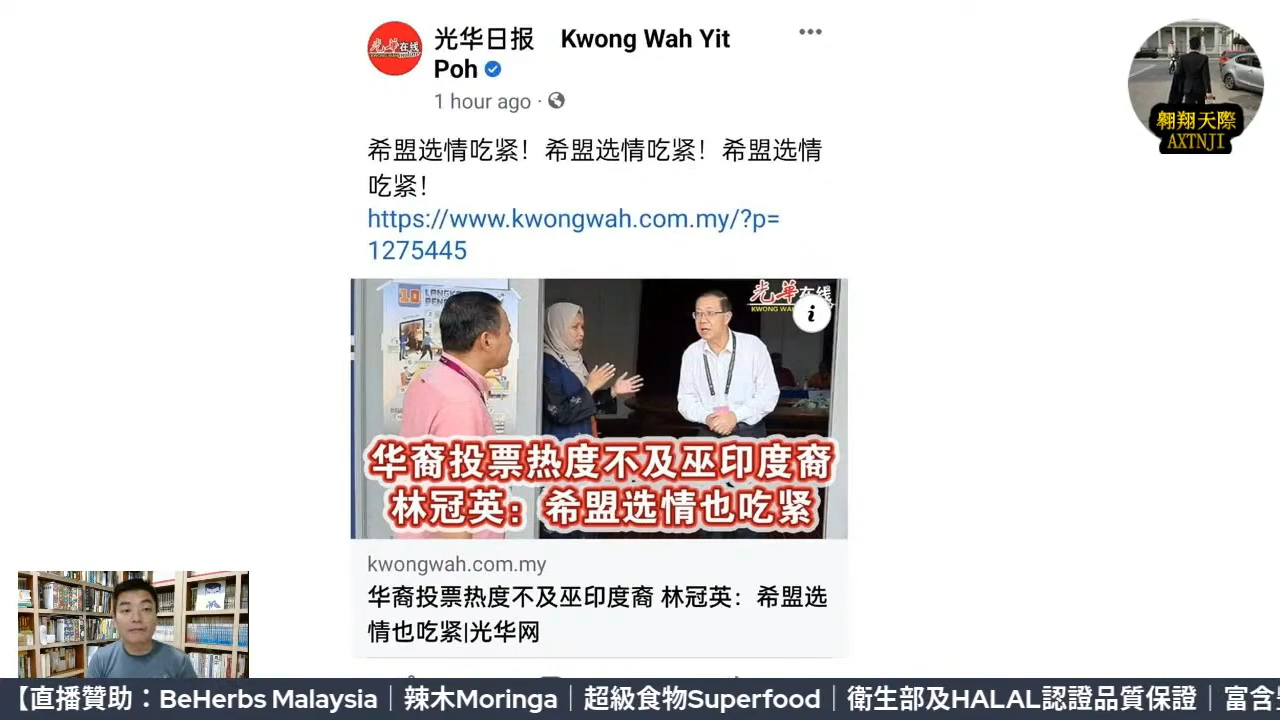 光华日报 Kwong Wah Yit
Poh
1 hour ago ·
希盟选情吃紧！希盟选情吃紧！希盟选情
吃紧！
https://www.kwongwah.com.my/?p=
1275445
光華在线
KWONG WA
10 LANGK
华裔投票热度不及巫印度裔
林冠英：希盟选情也吃紧
kwongwah.com.my
华裔投票热度不及巫印度裔 林冠英：希盟选
情也吃紧|光华网
翱翔天際
AXTNJI
【直播贊助：BeHerbs Malaysia｜辣木Moringa｜超級食物Superfood｜衛生部及HALAL認證品質保證｜富含